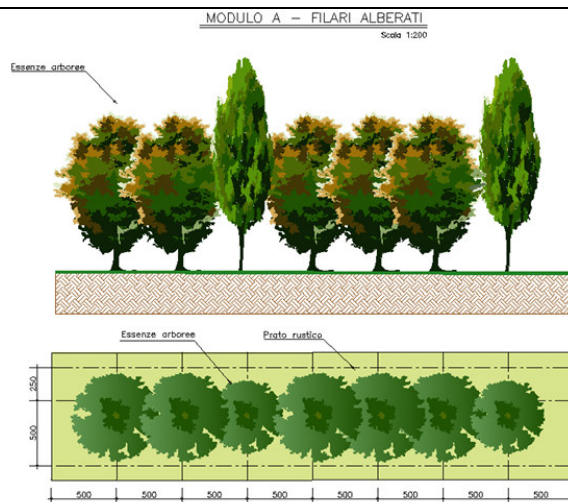 MODULO A – FILARI ALBERATI
Scala 1:200
Essenze arboree
Essenze arboree
Prato rustico
250
500
500 500 500 500 500 500 500 500